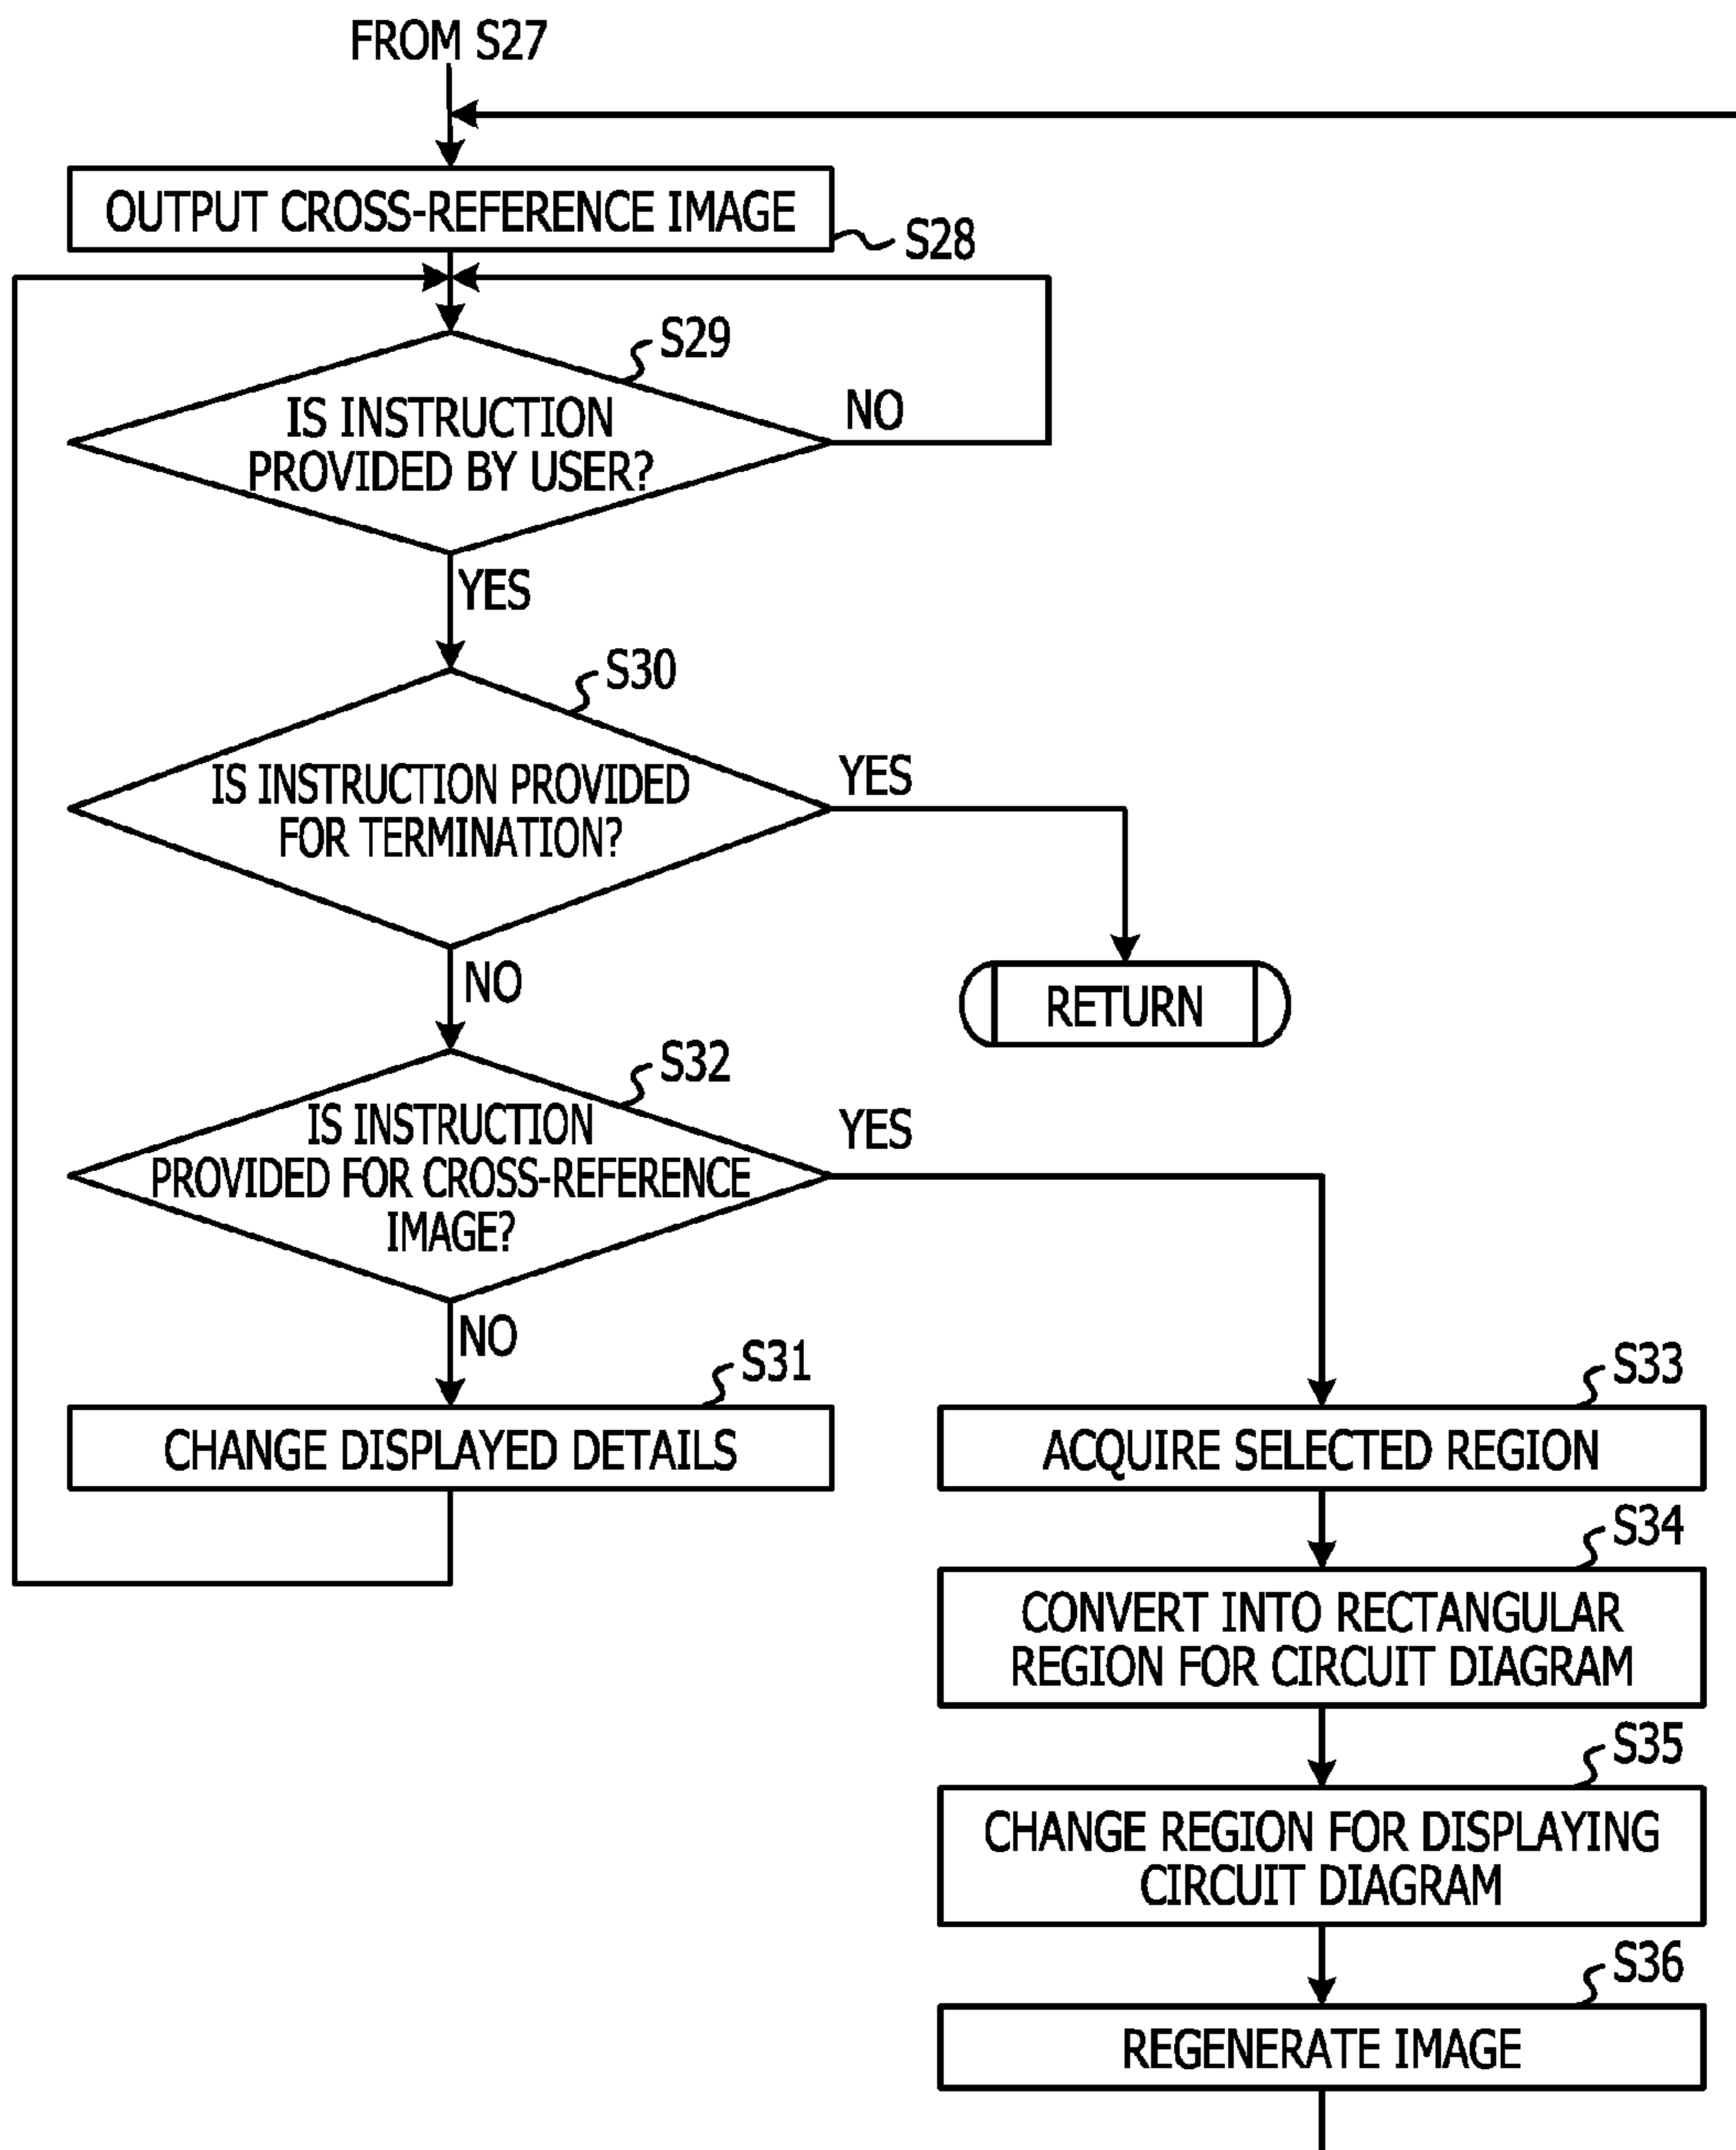 FROM S27
OUTPUT CROSS-REFERENCE IMAGE
S28
S29
IS INSTRUCTION
PROVIDED BY USER?
NO
YES
S30
IS INSTRUCTION PROVIDED
FOR TERMINATION?
YES
NO
RETURN
S32
IS INSTRUCTION
PROVIDED FOR CROSS-REFERENCE
IMAGE?
YES
NO
S31
CHANGE DISPLAYED DETAILS
S33
ACQUIRE SELECTED REGION
S34
CONVERT INTO RECTANGULAR
REGION FOR CIRCUIT DIAGRAM
S35
CHANGE REGION FOR DISPLAYING
CIRCUIT DIAGRAM
S36
REGENERATE IMAGE